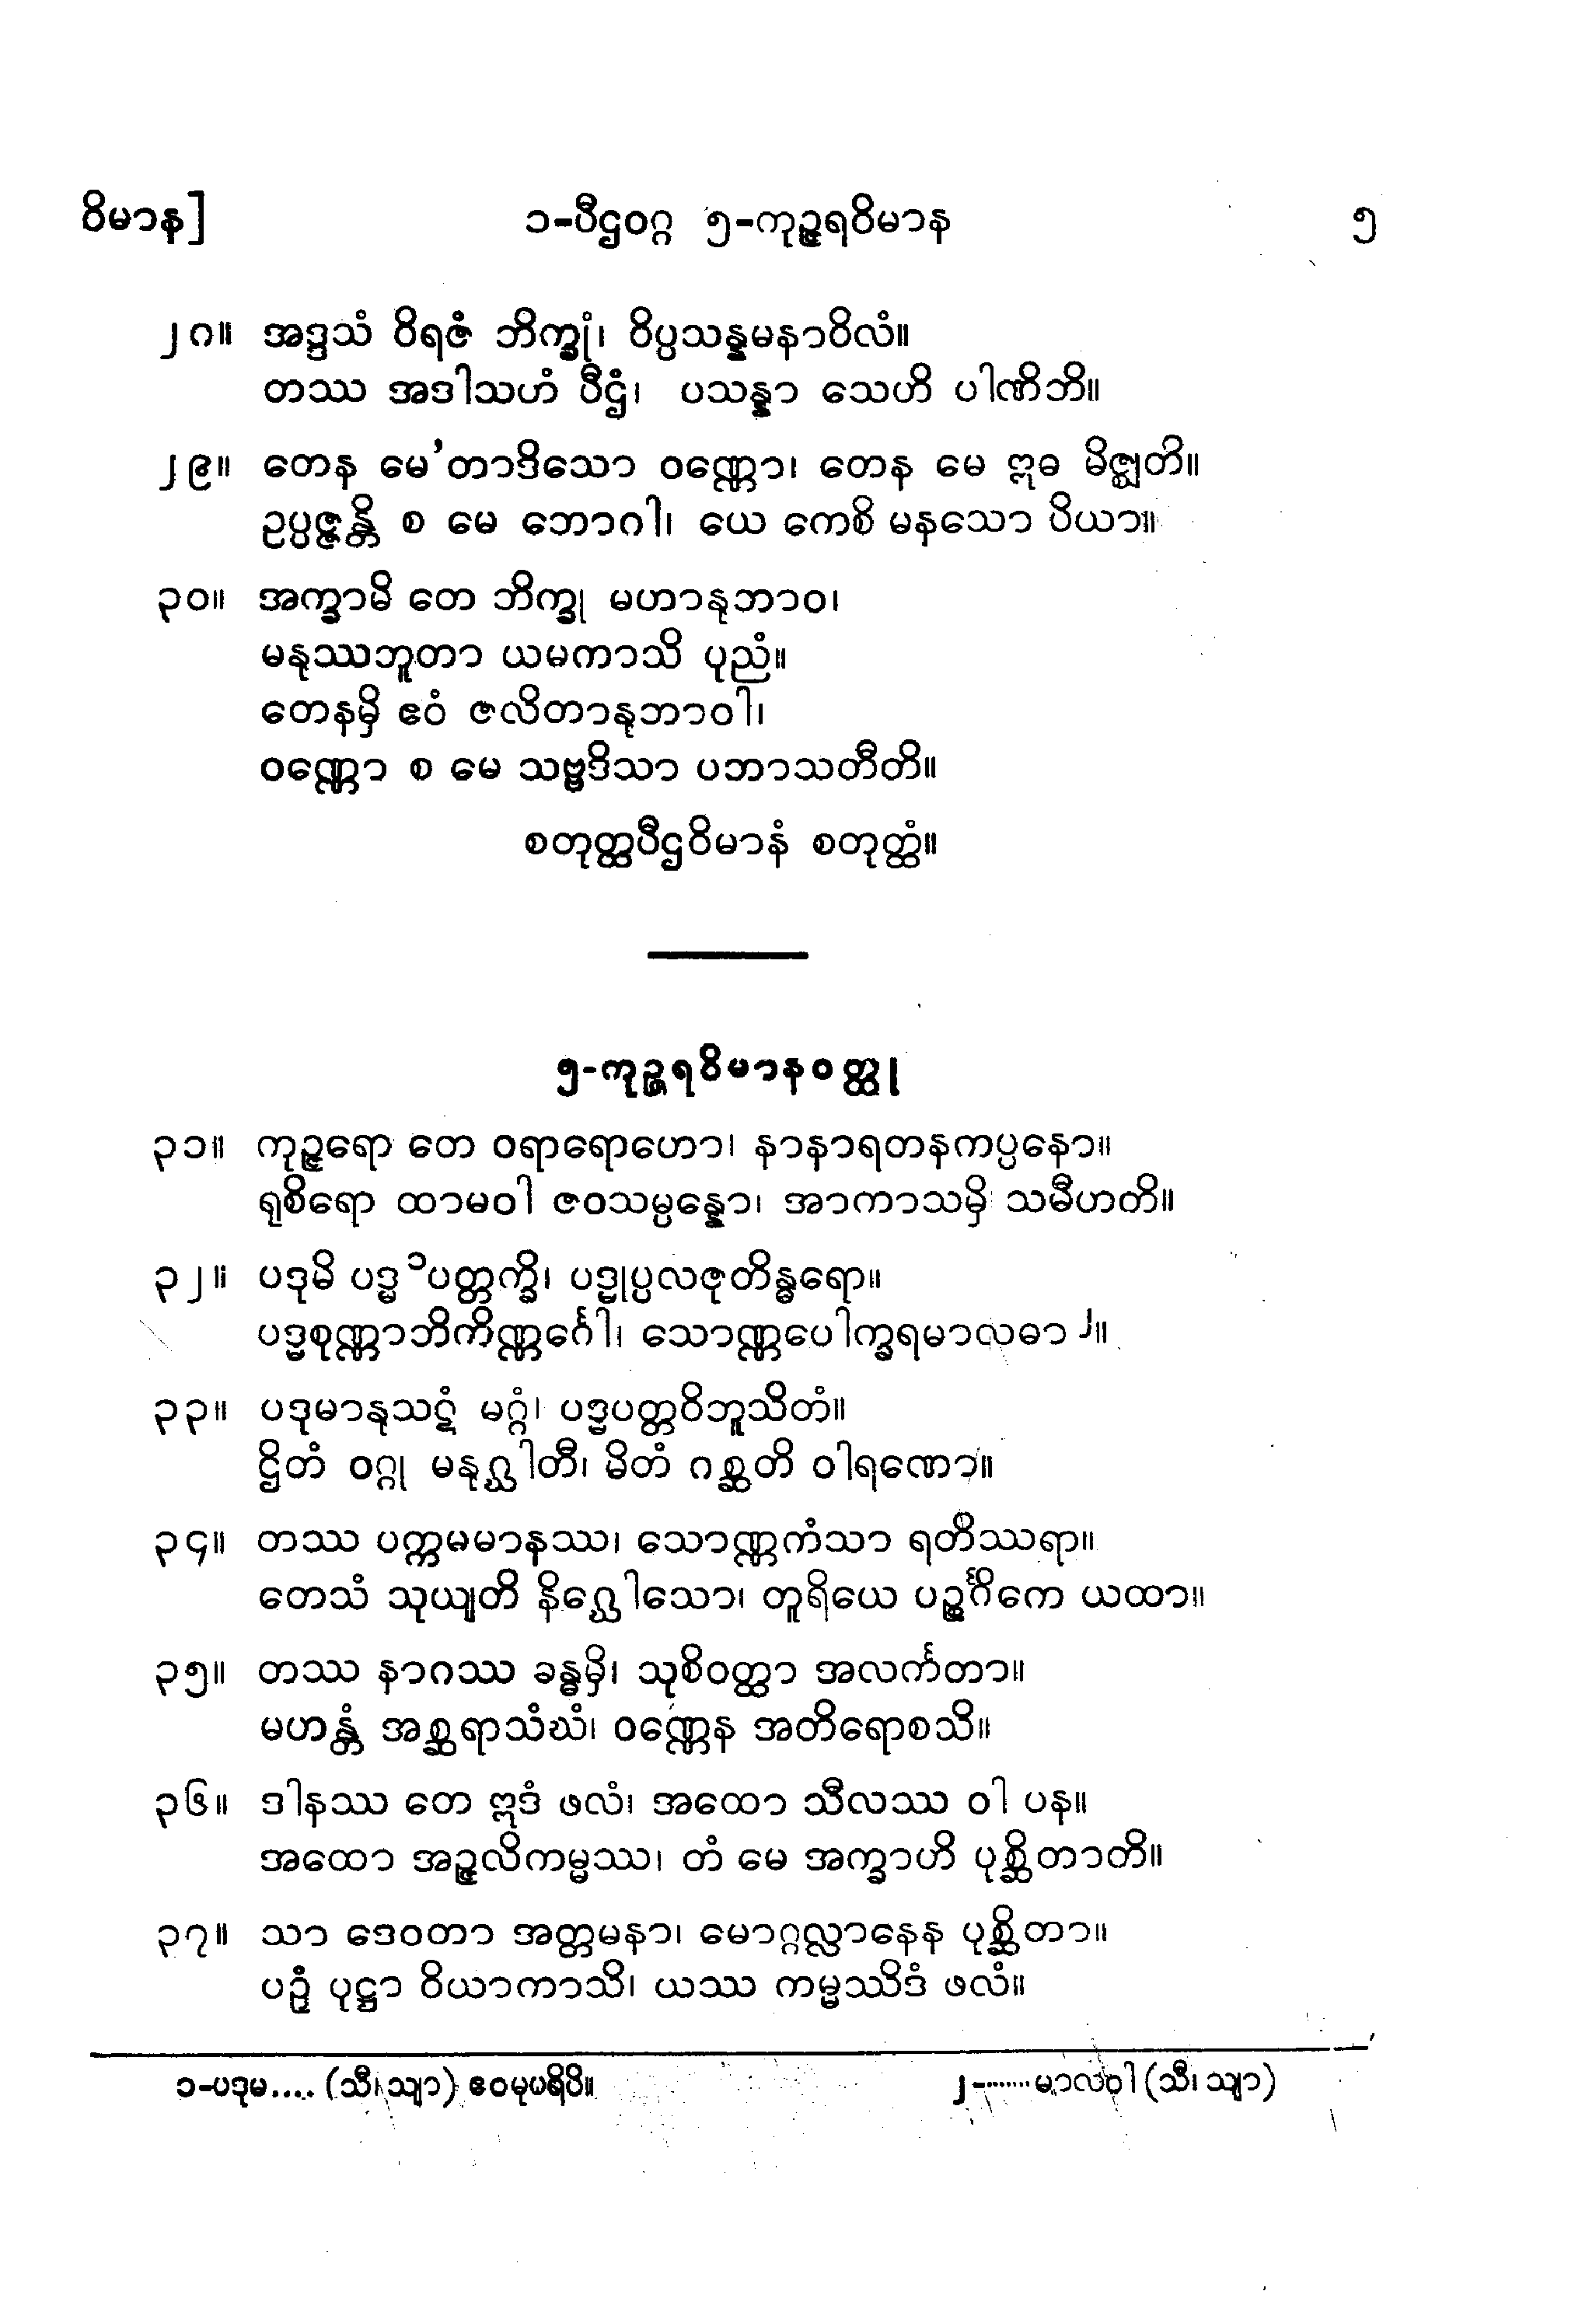 ဝိမာန]
၁-ပီဌဝဂ္ဂ ၅-ကုဉ္ဇရဝိမာန
၅
၂၈။ အဒ္ဒသံ ဝိရဇံ ဘိက္ခုံ၊ ဝိပ္ပသန္နမနာဝိလံ။
တဿ အဒါသဟံ ပီဌံ၊ ပသန္နာ သေဟိ ပါဏိဘိ။
၂၉။ တေန မေ’တာဒိသော ဝဏ္ဏော၊ တေန မေ ဣဓ မိဇ္ဈတိ။
ဥပ္ပဇ္ဇန္တိ စ မေ ဘောဂါ၊ ယေ ကေစိ မနသော ပိယာ။
၃၀။ အက္ခာမိ တေ ဘိက္ခု မဟာနုဘာဝ၊
မနုဿဘူတာ ယမကာသိ ပုညံ။
တေနမှိ ဧဝံ ဇလိတာနုဘာဝါ၊
ဝဏ္ဏော စ မေ သဗ္ဗဒိသာ ပဘာသတီတိ။
စတုတ္ထပီဌဝိမာနံ စတုတ္ထံ။
၅-ကုဉ္ဇရဝိမာနဝတ္ထု
၃၁။ ကုဉ္ဇရော တေ ဝရာရောဟော၊ နာနာရတနကပ္ပနော။
ရုစိရော ထာမဝါ ဇဝသမ္ပန္နော၊ အာကာသမှိ သမီဟတိ။
၃၂။ ပဒုမိ ပဒ္မ ၁ ပတ္တက္ခိ၊ ပဒ္မုပ္ပလဇုတိန္ဓရော။
ပဒ္မစုဏ္ဏာဘိကိဏ္ဏင်္ဂေါ၊ သောဏ္ဏပေါက္ခရမာလဓာ ၂။
၃၃။ ပဒုမာနုသဋံ မဂ္ဂံ၊ ပဒ္မပတ္တဝိဘူသိတံ။
ဌိတံ ဝဂ္ဂု မနုဂ္ဃါတီ၊ မိတံ ဂစ္ဆတိ ဝါရဏော။
၃၄။ တဿ ပက္ကမမာနဿ၊ သောဏ္ဏကံသာ ရတိဿရာ။
တေသံ သုယျတိ နိဂ္ဃေါသော၊ တူရိယေ ပဉ္စင်္ဂိကေ ယထာ။
၃၅။ တဿ နာဂဿ ခန္ဓမှိ၊ သုစိဝတ္ထာ အလင်္ကတာ။
မဟန္တံ အစ္ဆရာသံဃံ၊ ဝဏ္ဏေန အတိရောစသိ။
၃၆။ ဒါနဿ တေ ဣဒံ ဖလံ၊ အထော သီလဿ ဝါ ပန။
အထော အဉ္ဇလိကမ္မဿ၊ တံ မေ အက္ခာဟိ ပုစ္ဆိတာတိ။
၃၇။ သာ ဒေဝတာ အတ္တမနာ၊ မောဂ္ဂလ္လာနေန ပုစ္ဆိတာ။
ပဉှံ ပုဋ္ဌာ ဝိယာကာသိ၊ ယဿ ကမ္မဿိဒံ ဖလံ။
၁-ပဒုမ.... (သီ၊ သျာ) ဧဝမုပရိပိ။
၂-........မာလဝါ (သီ၊ သျာ)